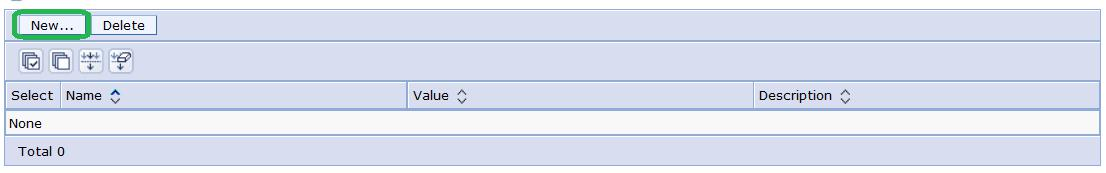 New... Delete
Select Name Value Description
None
Total 0